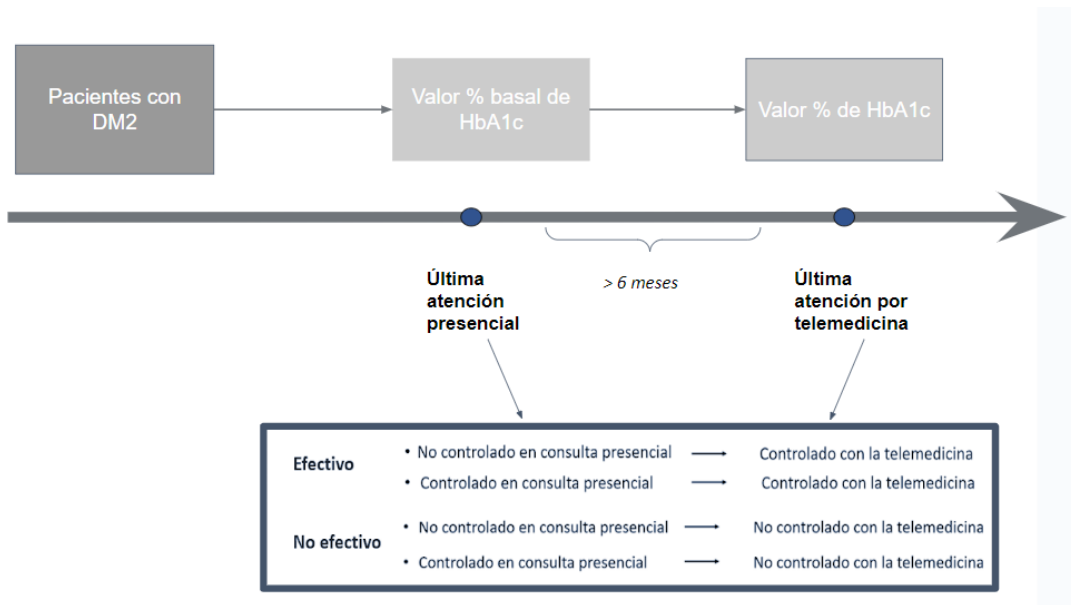 Pacientes con
DM2
Valor % basal de
HbA1c
Valor % de HbA1c
Última
atención
presencial
> 6 meses
Última
atención por
telemedicina
Efectivo
• No controlado en consulta presencial
Controlado con la telemedicina
• Controlado en consulta presencial
Controlado con la telemedicina
No efectivo
• No controlado en consulta presencial
No controlado con la telemedicina
• Controlado en consulta presencial
No controlado con la telemedicina